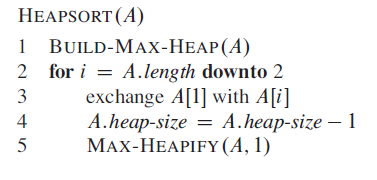 HEAPSORT(A)
1 BUILD-MAX-HEAP(A)
2 for i = A.length downto 2
3 exchange A[1] with A[i]
4 A.heap-size = A.heap-size − 1
5 MAX-HEAPIFY(A, 1)